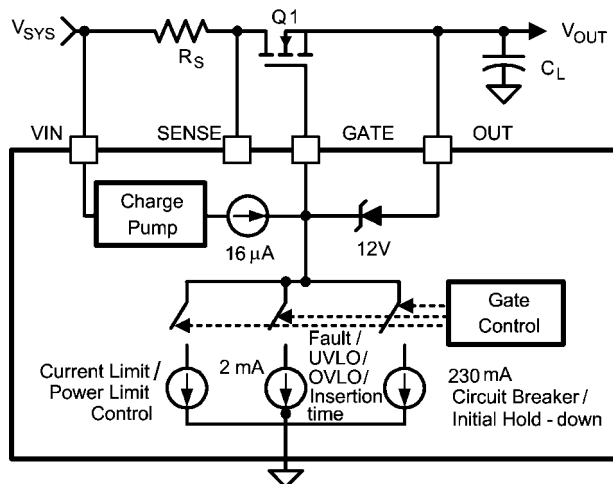 Q1
VSYS
RS
VOUT
CL
VIN
SENSE
GATE
OUT
Charge
Pump
16 µA
12V
Gate
Control
Fault /
UVLO/
OVLO/
Insertion
time
2 mA
Current Limit /
Power Limit
Control
230 mA
Circuit Breaker /
Initial Hold - down